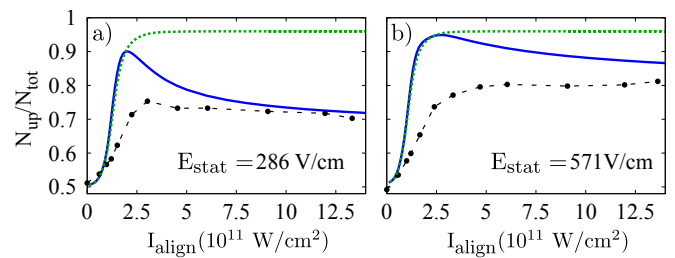 a)
N_up/N_tot
1
0.9
0.8
0.7
0.6
0.5
E_stat = 286 V/cm
0 2.5 5 7.5 10 12.5
I_align(10^11 W/cm^2)
b)
E_stat = 571V/cm
0 2.5 5 7.5 10 12.5
I_align(10^11 W/cm^2)